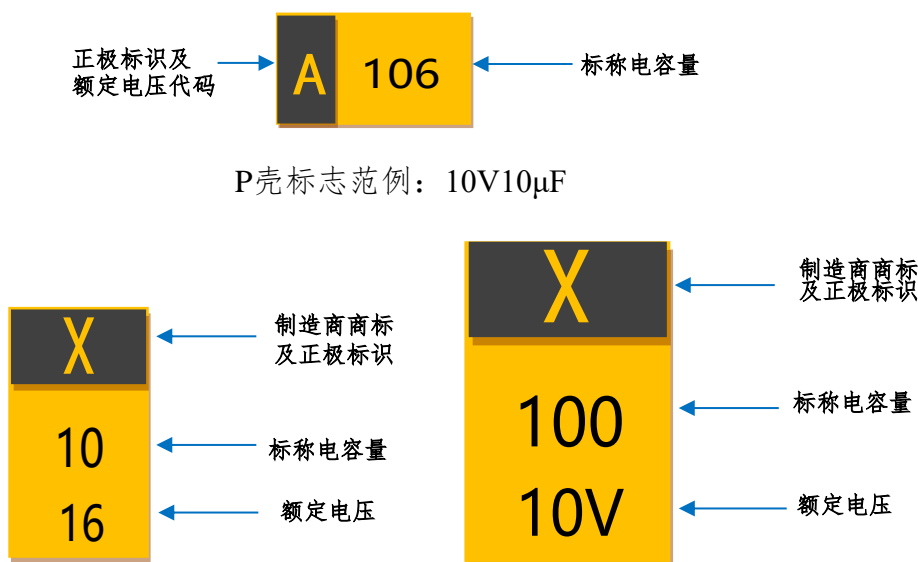 正极标识及
额定电压代码
A 106
标称电容量
P壳标志范例：10V10μF
X
制造商商标
及正极标识
10
标称电容量
16
额定电压
X
制造商商标
及正极标识
100
标称电容量
10V
额定电压